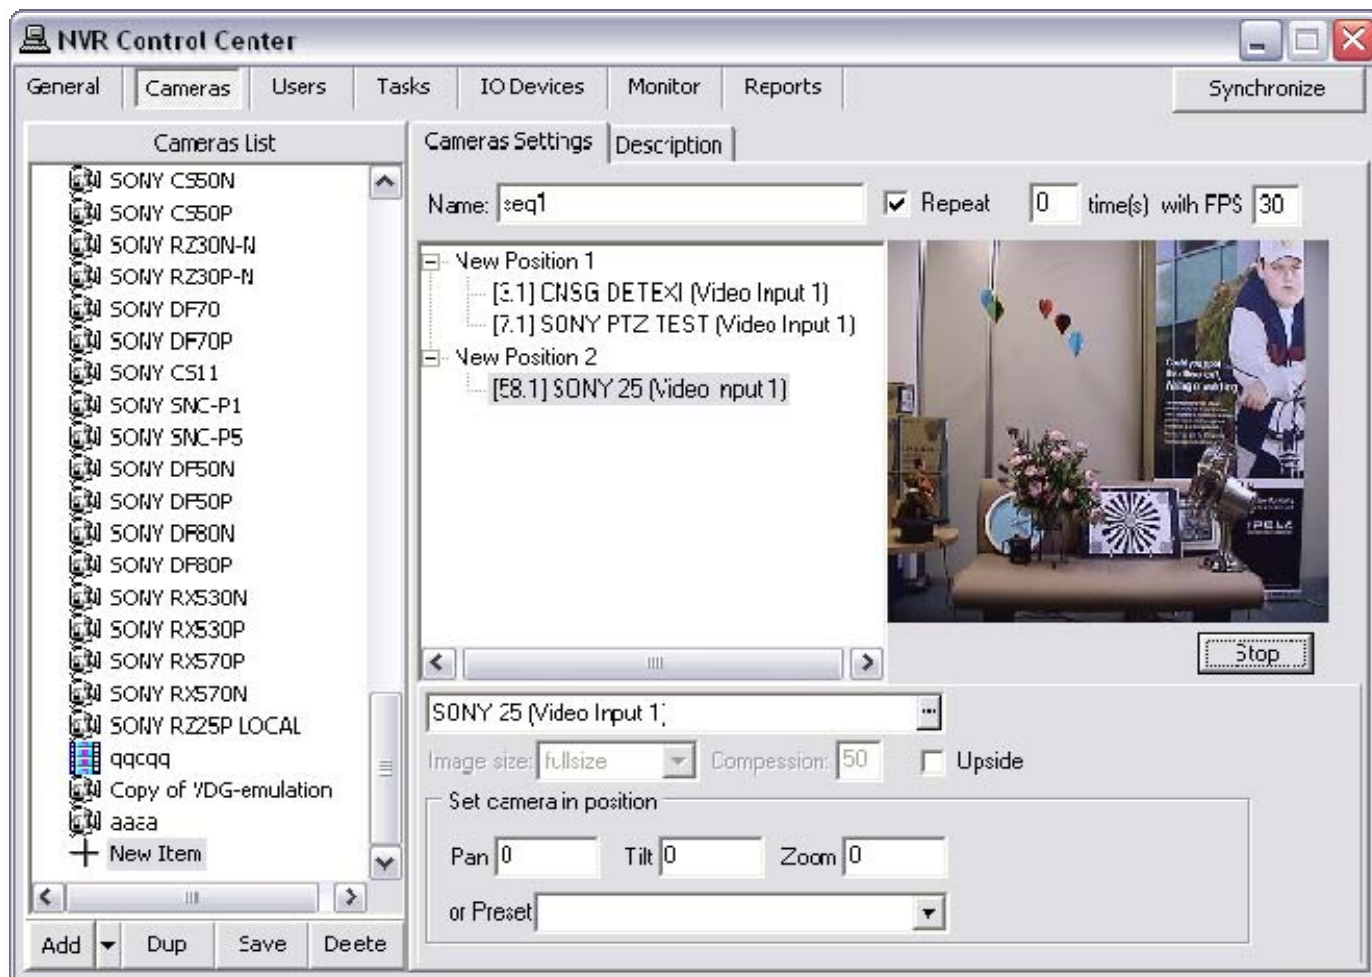 NVR Control Center
General Cameras Users Tasks IO Devices Monitor Reports Synchronize
Cameras List
SONY CS50N
SONY CS50P
SONY RZ30N-N
SONY RZ30P-N
SONY DF70
SONY DF70P
SONY CS11
SONY SNC-P1
SONY SNC-P5
SONY DF50N
SONY DF50P
SONY DF80N
SONY DF80P
SONY RX530N
SONY RX530P
SONY RX570P
SONY RX570N
SONY RZ25P LOCAL
qqcqq
Copy of VDG-emulation
aaaa
New Item
Add Dup Save Delete
Cameras Settings Description
Name: seq1 Repeat 0 time(s) with FPS 30
New Position 1
[3.1] CNSG DETEXI (Video Input 1)
[7.1] SONY PTZ TEST (Video Input 1)
New Position 2
[58.1] SONY 25 (Video Input 1)
IPELA
Stop
SONY 25 (Video Input 1)
...
Image size: fullsize Compession: 50 Upside
Set camera in position
Pan 0 Tilt 0 Zoom 0
or Preset